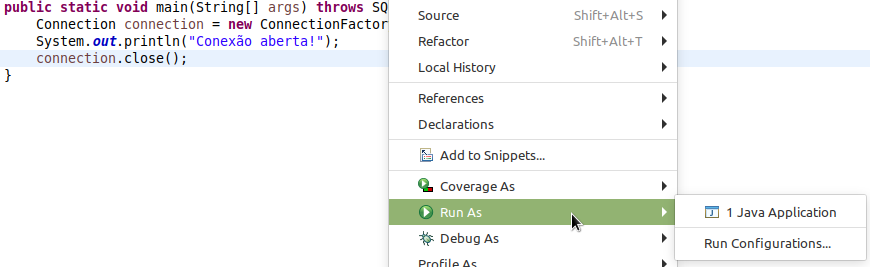 public static void main(String[] args) throws SQ
Connection connection = new ConnectionFactor
System.out.println("Conexão aberta!");
connection.close();
}
Source Shift+Alt+S
Refactor Shift+Alt+T
Local History
References
Declarations
Add to Snippets...
Coverage As
Run As
Debug As
Profile As
1 Java Application
Run Configurations...